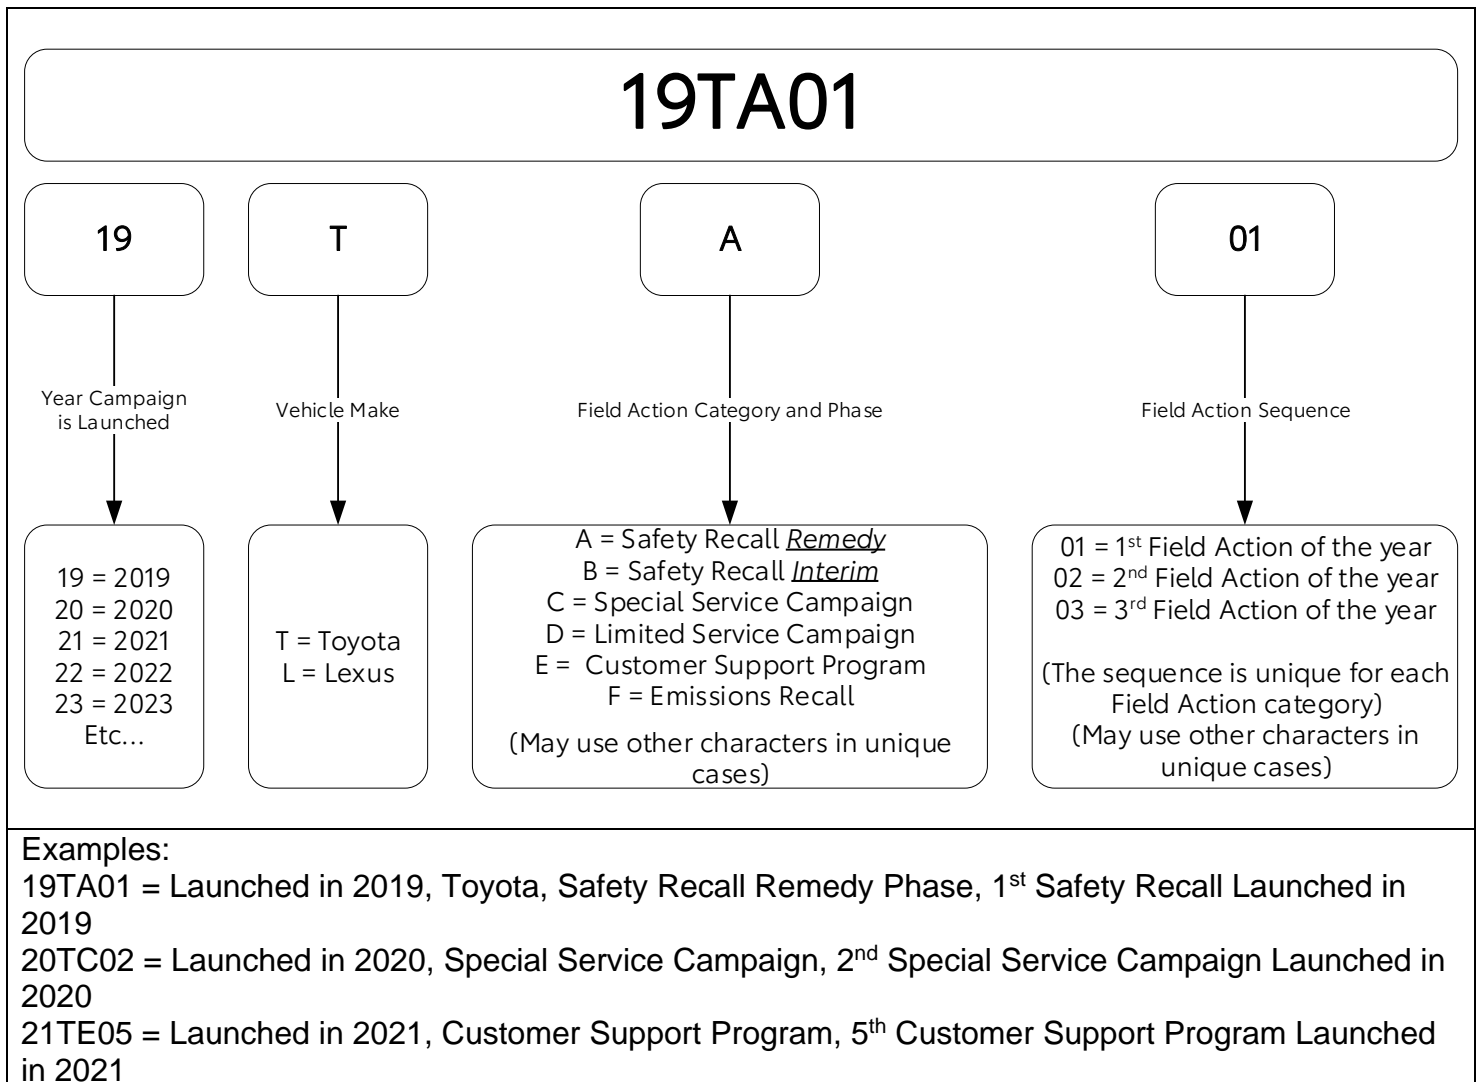 19TA01
19
T
A
01
Year Campaign
is Launched
Vehicle Make
Field Action Category and Phase
Field Action Sequence
19 = 2019
20 = 2020
21 = 2021
22 = 2022
23 = 2023
Etc...
T = Toyota
L = Lexus
A = Safety Recall Remedy
B = Safety Recall Interim
C = Special Service Campaign
D = Limited Service Campaign
E =  Customer Support Program
F = Emissions Recall
(May use other characters in unique
cases)
01 = 1st Field Action of the year
02 = 2nd Field Action of the year
03 = 3rd Field Action of the year
(The sequence is unique for each
Field Action category)
(May use other characters in
unique cases)
Examples:
19TA01 = Launched in 2019, Toyota, Safety Recall Remedy Phase, 1st Safety Recall Launched in
2019
20TC02 = Launched in 2020, Special Service Campaign, 2nd Special Service Campaign Launched in
2020
21TE05 = Launched in 2021, Customer Support Program, 5th Customer Support Program Launched
in 2021